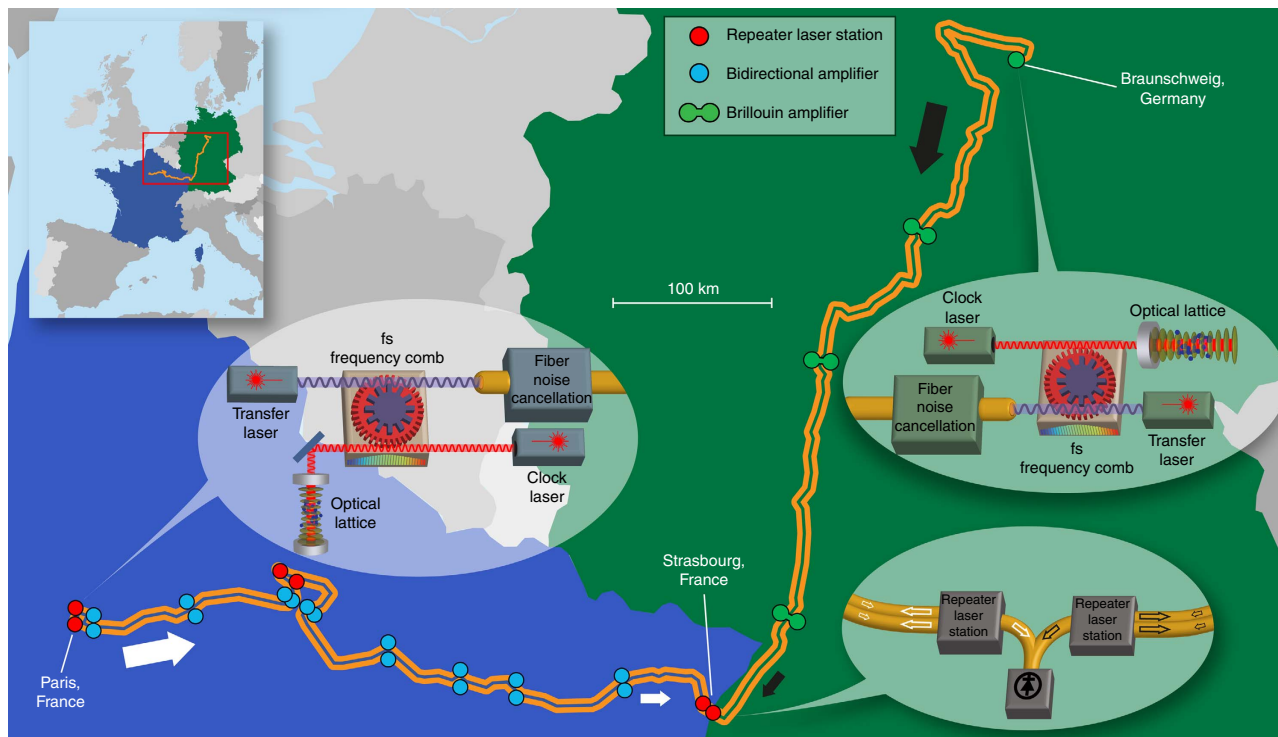 Repeater laser station
Bidirectional amplifier
Brillouin amplifier
Braunschweig,
Germany
100 km
fs
frequency comb
Fiber
noise
cancellation
Transfer
laser
Clock
laser
Optical
lattice
Clock
laser
Optical lattice
Fiber
noise
cancellation
fs
frequency comb
Transfer
laser
Strasbourg,
France
Paris,
France
Repeater
laser
station
Repeater
laser
station